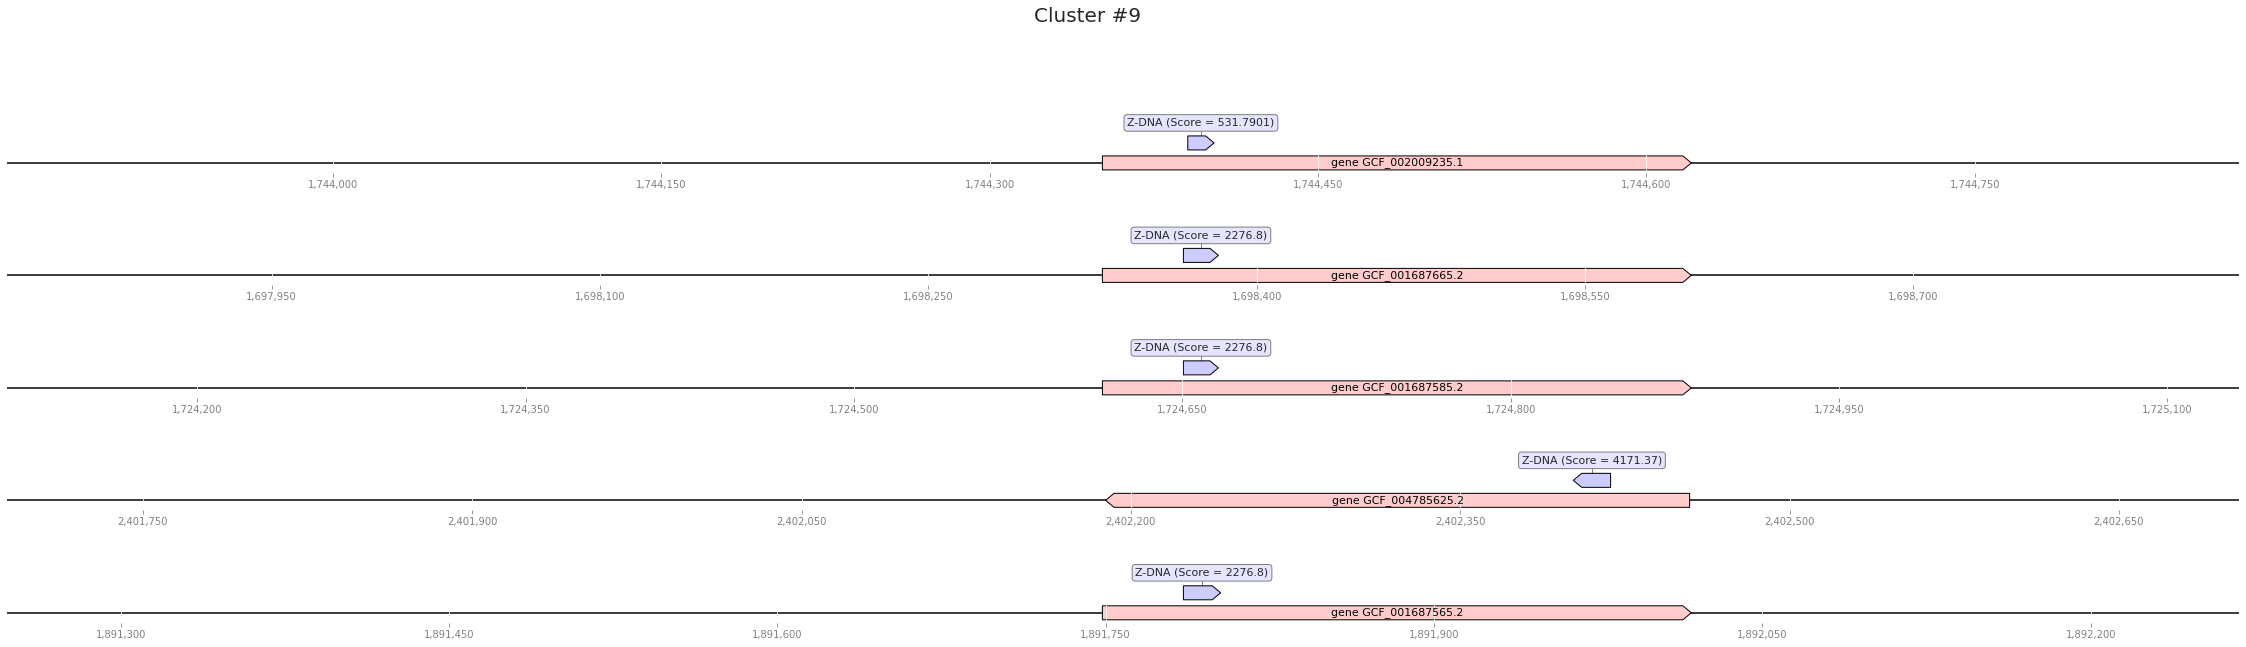 Cluster #9
Z-DNA (Score = 531.7901)
gene GCF_002009235.1
1,744,000 1,744,150 1,744,300 1,744,450 1,744,600 1,744,750
Z-DNA (Score = 2276.8)
gene GCF_001687665.2
1,697,950 1,698,100 1,698,250 1,698,400 1,698,550 1,698,700
Z-DNA (Score = 2276.8)
gene GCF_001687585.2
1,724,200 1,724,350 1,724,500 1,724,650 1,724,800 1,724,950 1,725,100
Z-DNA (Score = 4171.37)
gene GCF_004785625.2
2,401,750 2,401,900 2,402,050 2,402,200 2,402,350 2,402,500 2,402,650
Z-DNA (Score = 2276.8)
gene GCF_001687565.2
1,891,300 1,891,450 1,891,600 1,891,750 1,891,900 1,892,050 1,892,200